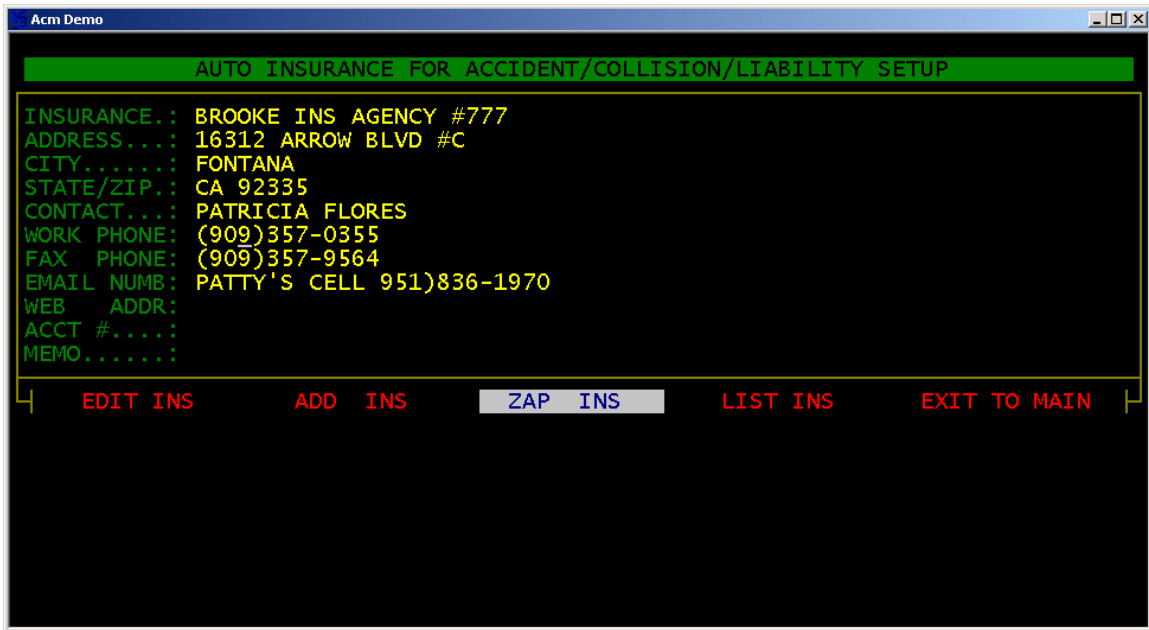 Acm Demo
AUTO INSURANCE FOR ACCIDENT/COLLISION/LIABILITY SETUP
INSURANCE.: BROOKE INS AGENCY #777
ADDRESS...: 16312 ARROW BLVD #C
CITY......: FONTANA
STATE/ZIP.: CA 92335
CONTACT...: PATRICIA FLORES
WORK PHONE: (909)357-0355
FAX  PHONE: (909)357-9564
EMAIL NUMB: PATTY'S CELL 951)836-1970
WEB   ADDR:
ACCT #....:
MEMO......:
EDIT INS ADD  INS ZAP  INS LIST INS EXIT TO MAIN